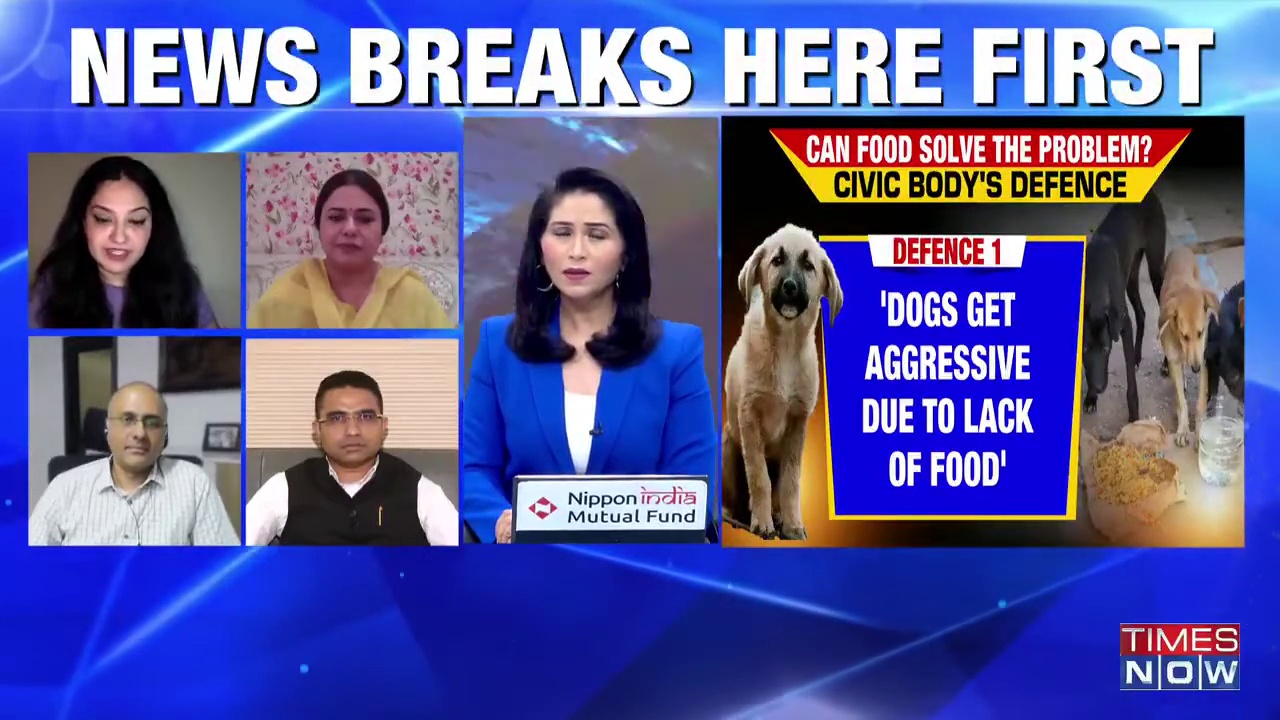 NEWS BREAKS HERE FIRST
CAN FOOD SOLVE THE PROBLEM?
CIVIC BODY'S DEFENCE
DEFENCE 1
'DOGS GET
AGGRESSIVE
DUE TO LACK
OF FOOD'
Nippon india
Mutual Fund
TIMES
NOW